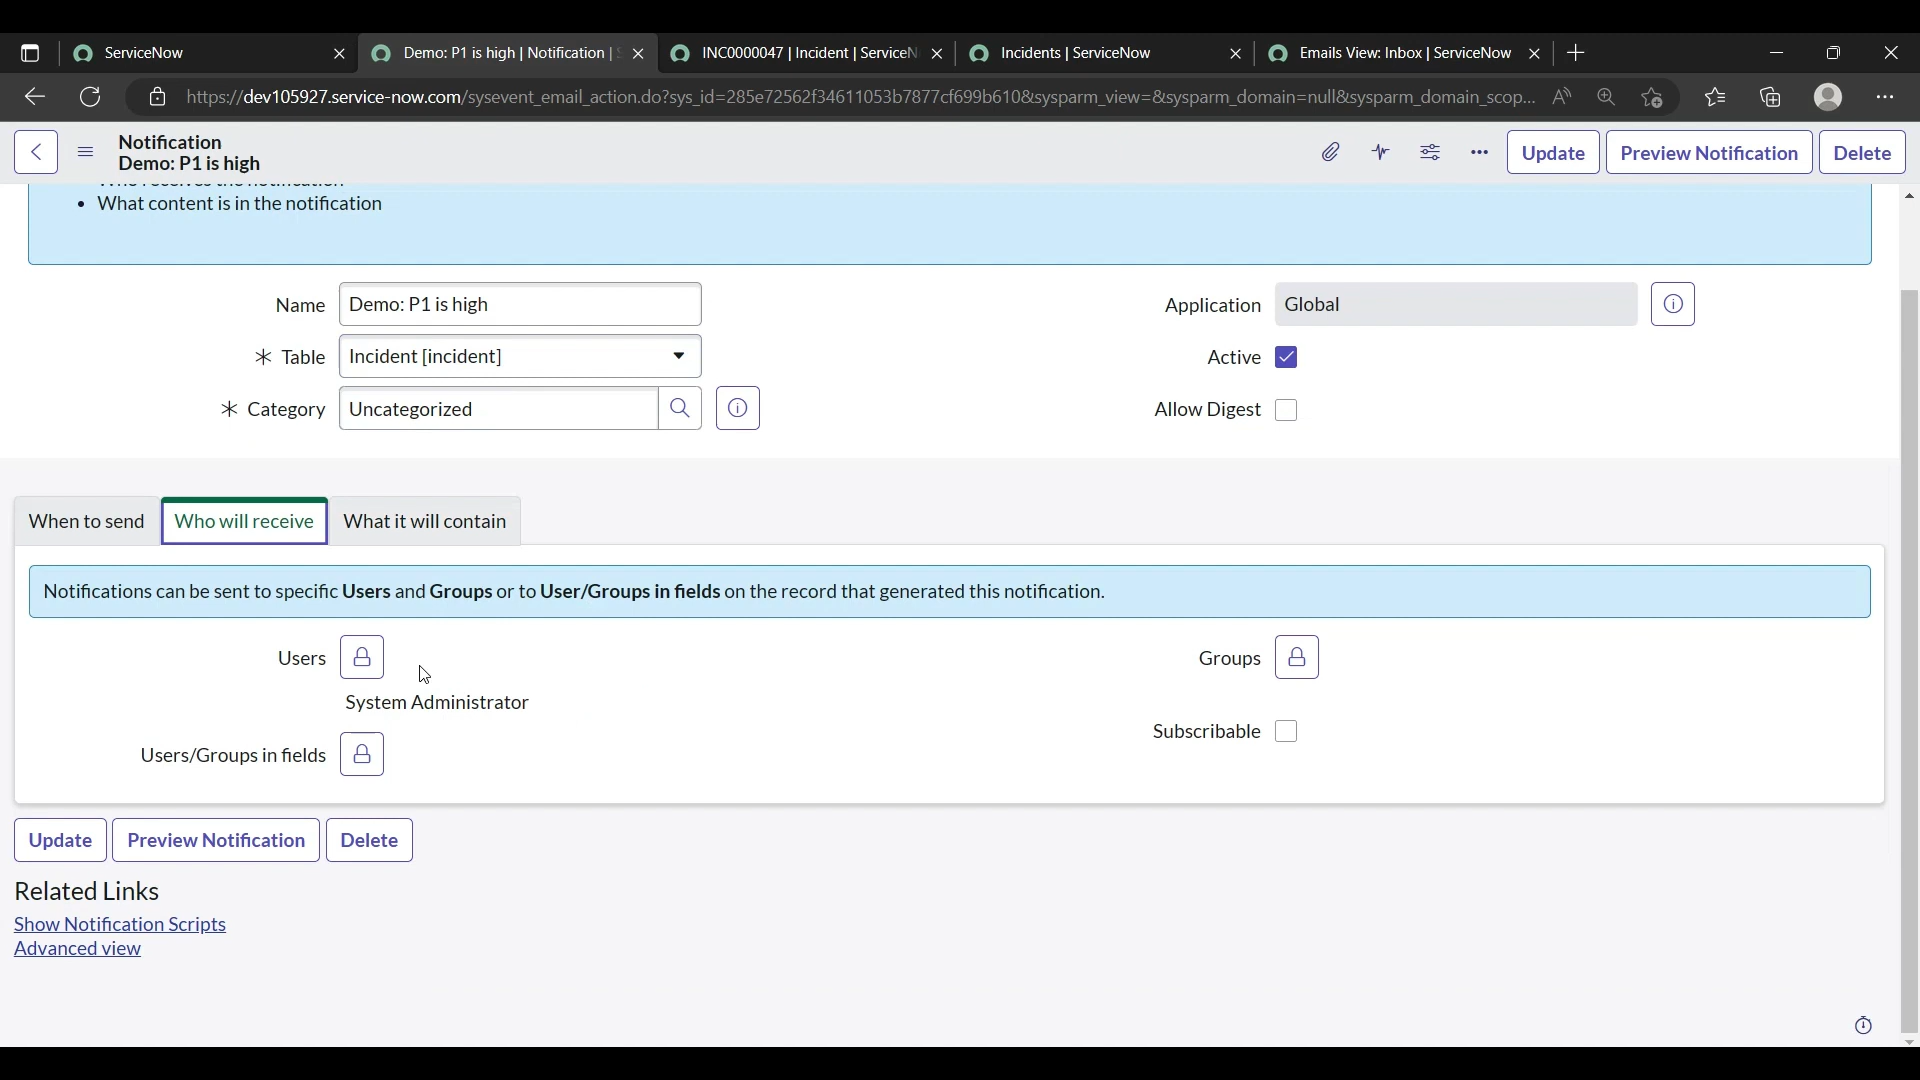 ServiceNow
Demo: P1 is high | Notification |
INC0000047 | Incident | ServiceN
Incidents | ServiceNow
Emails View: Inbox | ServiceNow
https://dev105927.service-now.com/sysevent_email_action.do?sys_id=285e72562f34611053b7877cf699b610&sysparm_view=&sysparm_domain=null&sysparm_domain_scop...
Notification
Demo: P1 is high
Update
Preview Notification
Delete
Who receives the notification
• What content is in the notification
Name
Demo: P1 is high
Application
Global
* Table
Incident [incident]
Active
* Category
Uncategorized
Allow Digest
When to send
Who will receive
What it will contain
Notifications can be sent to specific Users and Groups or to User/Groups in fields on the record that generated this notification.
Users
Groups
System Administrator
Subscribable
Users/Groups in fields
Update
Preview Notification
Delete
Related Links
Show Notification Scripts
Advanced view